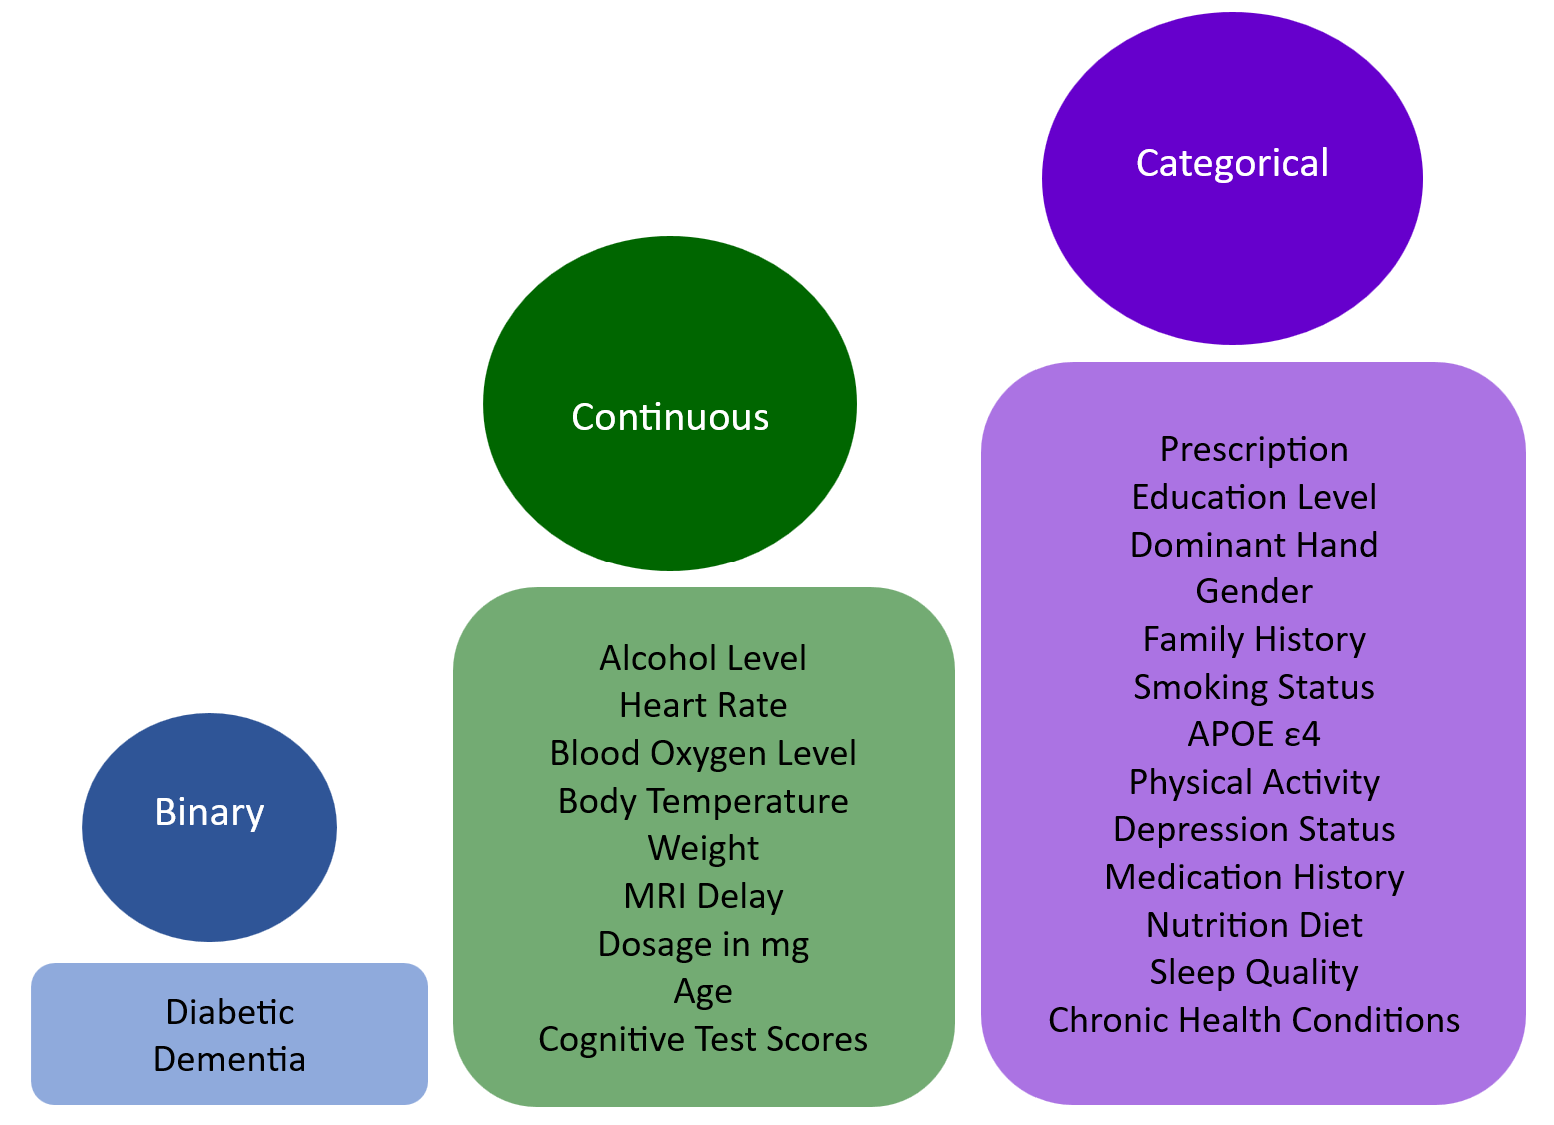 Binary
Diabetic
Dementia
Continuous
Alcohol Level
Heart Rate
Blood Oxygen Level
Body Temperature
Weight
MRI Delay
Dosage in mg
Age
Cognitive Test Scores
Categorical
Prescription
Education Level
Dominant Hand
Gender
Family History
Smoking Status
APOE ε4
Physical Activity
Depression Status
Medication History
Nutrition Diet
Sleep Quality
Chronic Health Conditions